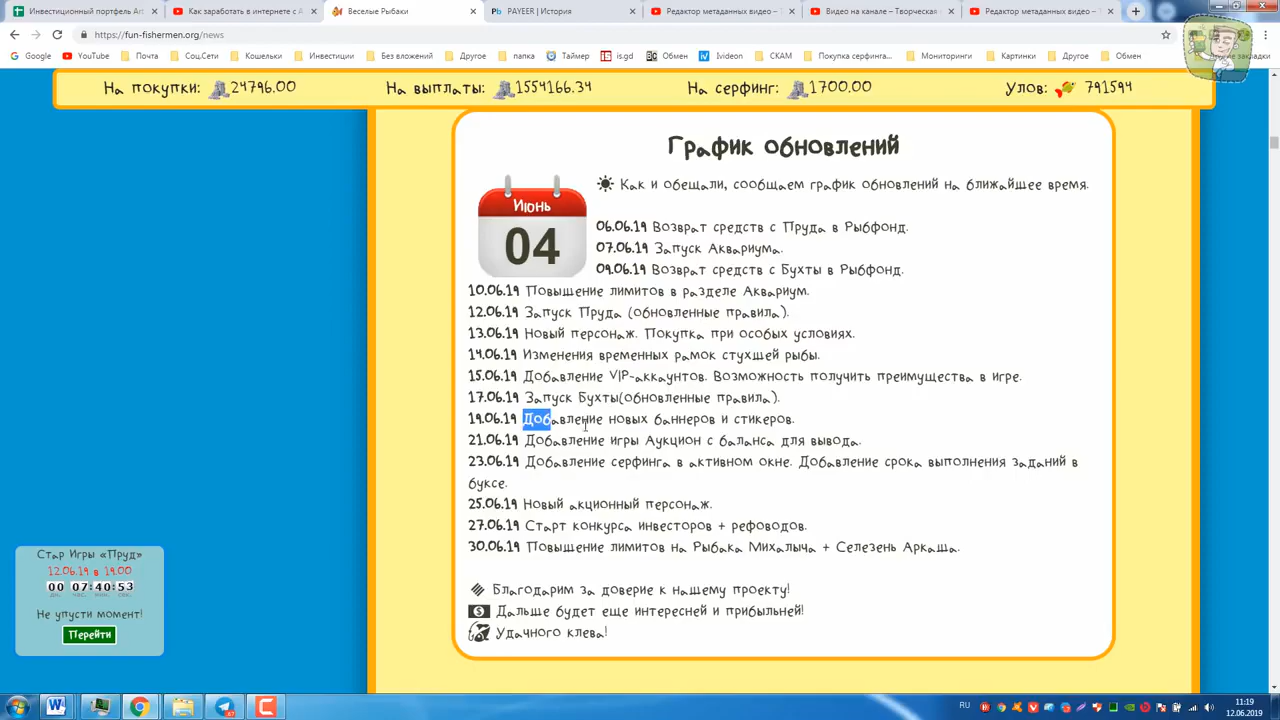 Инвестиционный портфель Art
Как заработать в интернете с А
Веселые Рыбаки
PAYEER | История
Редактор метаданных видео –
Видео на канале – Творческая
Редактор метаданных видео –
https://fun-fishermen.org/news
Google
YouTube
Почта
Соц.Сети
Кошельки
Инвестиции
Без вложений
Другое
папка
Таймер
is.gd
Обмен
Ivideon
СКАМ
Покупка серфинга...
Мониторинги
Картинки
Другое
Обмен
закладки
На покупки: 24796.00
На выплаты: 1554166.34
На серфинг: 1700.00
Улов: 791594
График обновлений
Июнь
04
Как и обещали, сообщаем график обновлений на ближайшее время.
06.06.19 Возврат средств с Пруда в Рыбфонд.
07.06.19 Запуск Аквариума.
09.06.19 Возврат средств с Бухты в Рыбфонд.
10.06.19 Повышение лимитов в разделе Аквариум.
12.06.19 Запуск Пруда (обновленные правила).
13.06.19 Новый персонаж. Покупка при особых условиях.
14.06.19 Изменения временных рамок стухшей рыбы.
15.06.19 Добавление VIP-аккаунтов. Возможность получить преимущества в игре.
17.06.19 Запуск Бухты(обновленные правила).
19.06.19 Добавление новых баннеров и стикеров.
21.06.19 Добавление игры Аукцион с баланса для вывода.
23.06.19 Добавление серфинга в активном окне. Добавление срока выполнения заданий в
буксе.
25.06.19 Новый акционный персонаж.
27.06.19 Старт конкурса инвесторов + рефоводов.
30.06.19 Повышение лимитов на Рыбака Михалыча + Селезень Аркаша.
Благодарим за доверие к нашему проекту!
Дальше будет еще интересней и прибыльней!
Удачного клева!
Стар Игры «Пруд»
12.06.19 в 19.00
00 07:40:53
дн. час. мин. сек.
Не упусти момент!
Перейти
RU
11:19
12.06.2019